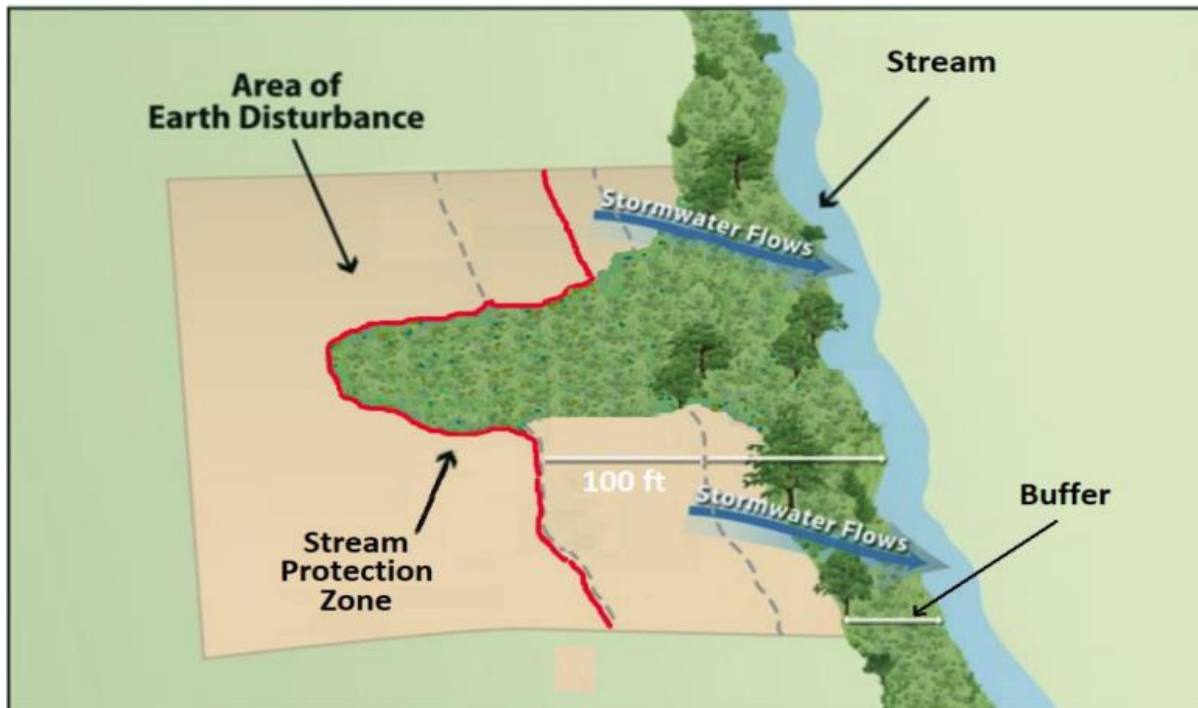 Area of
Earth Disturbance
Stream
Stormwater Flows
100 ft
Stormwater Flows
Buffer
Stream
Protection
Zone